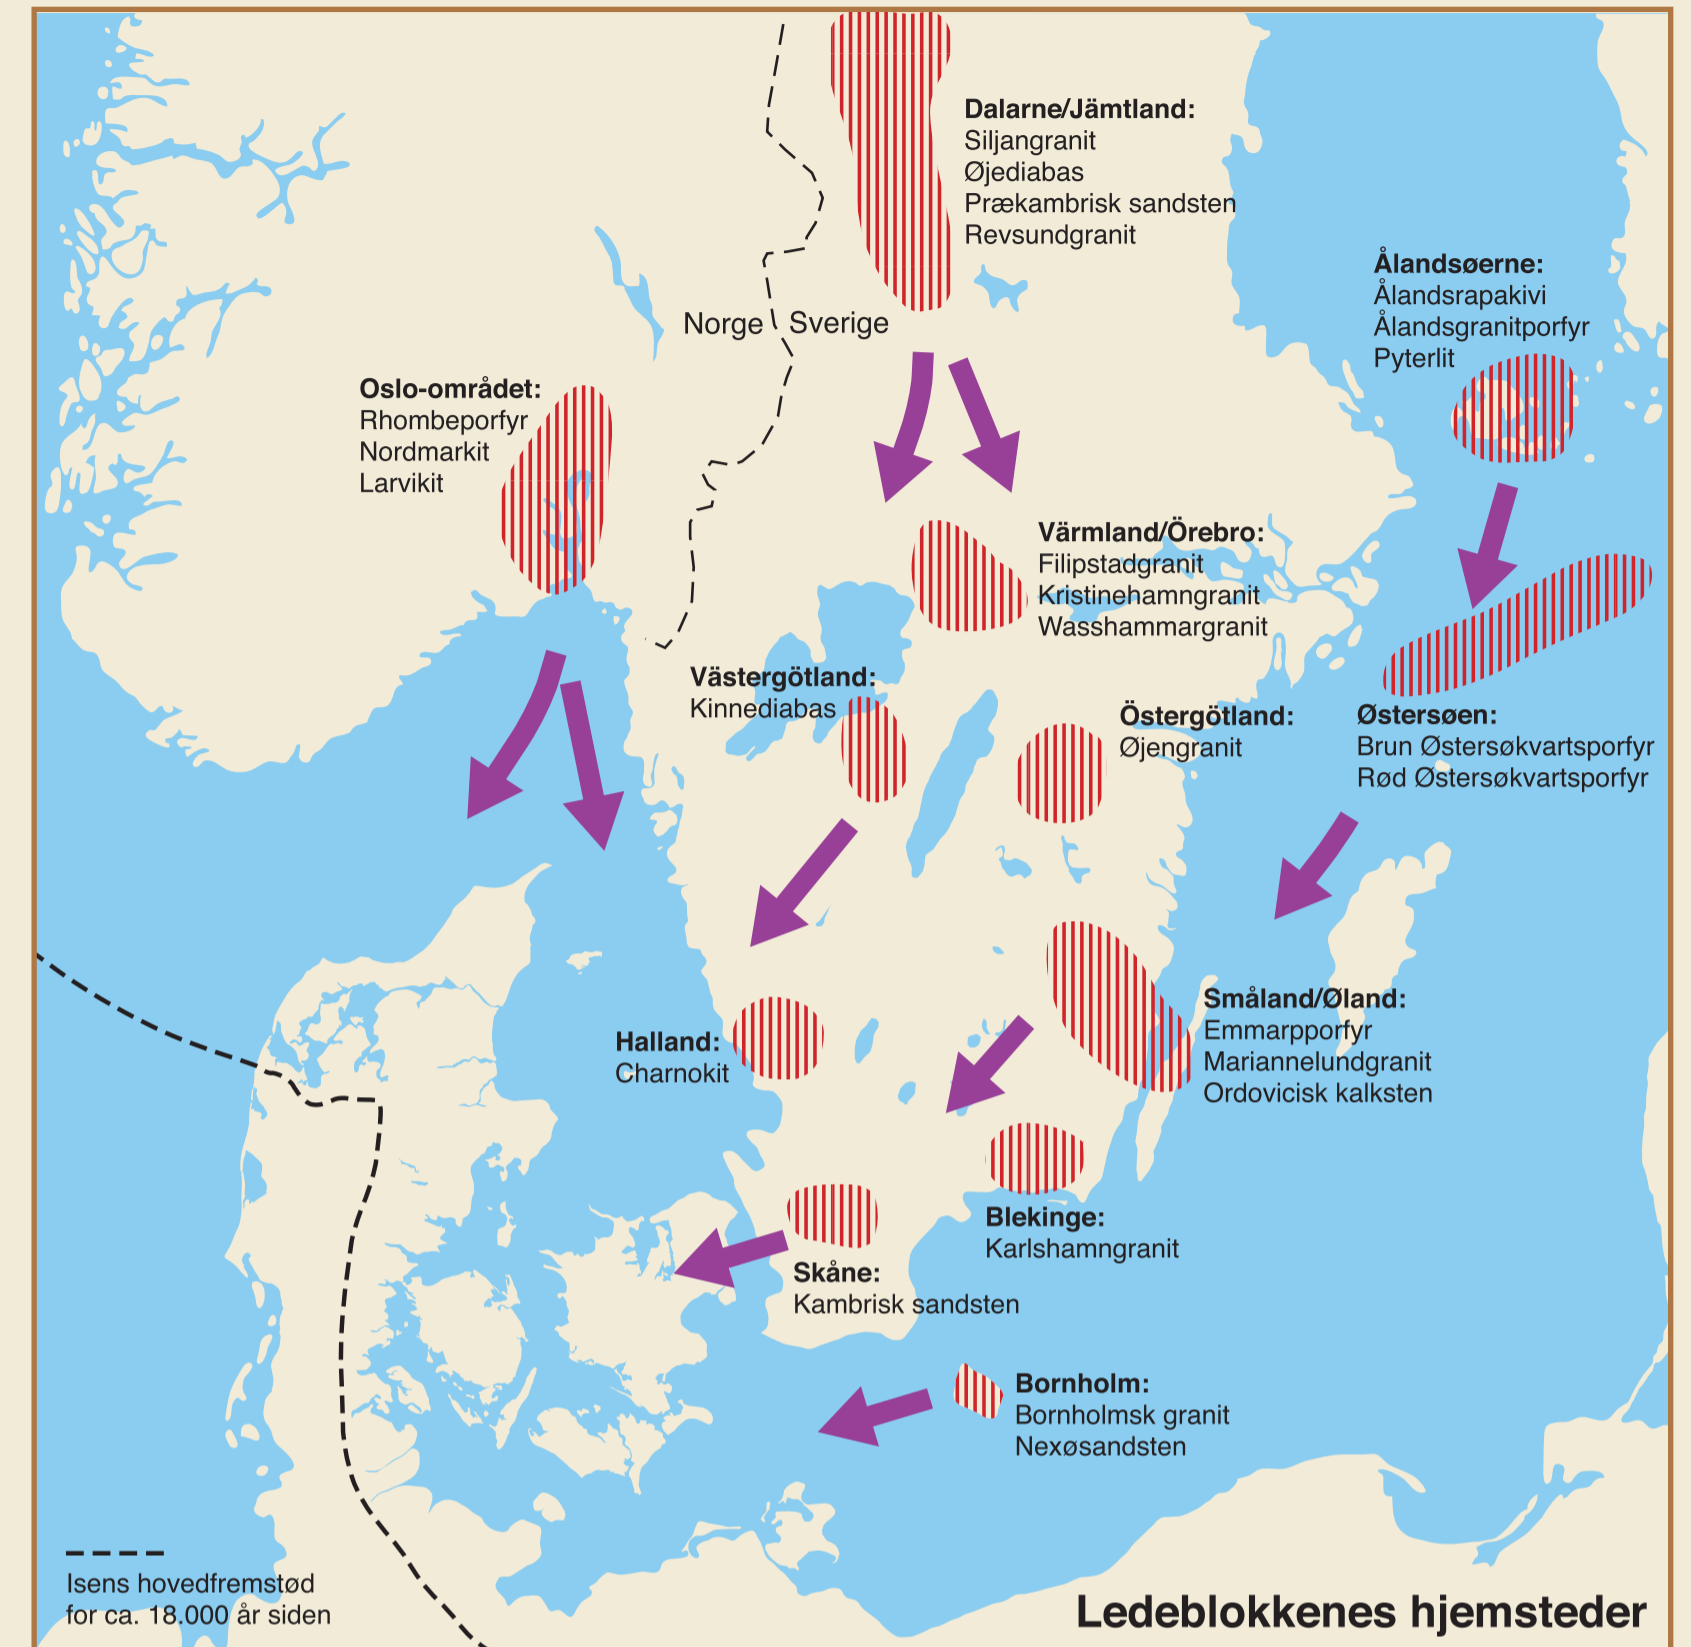 Dalarne/Jämtland:
Siljangranit
Øjediabas
Prækambrisk sandsten
Revsundgranit
Ålandsøerne:
Ålandsrapakivi
Ålandsgranitporfyr
Pyterlit
Norge
Sverige
Oslo-området:
Rhombeporfyr
Nordmarkit
Larvikit
Värmland/Örebro:
Filipstadgranit
Kristinehamngranit
Wasshammargranit
Västergötland:
Kinnediabas
Östergötland:
Øjengranit
Østersøen:
Brun Østersøkvartsporfyr
Rød Østersøkvartsporfyr
Halland:
Charnokit
Småland/Øland:
Emmarpporfyr
Mariannelundgranit
Ordovicisk kalksten
Blekinge:
Karlshamngranit
Skåne:
Kambrisk sandsten
Bornholm:
Bornholmsk granit
Nexøsandsten
Isens hovedfremstød
for ca. 18.000 år siden
Ledeblokkenes hjemsteder